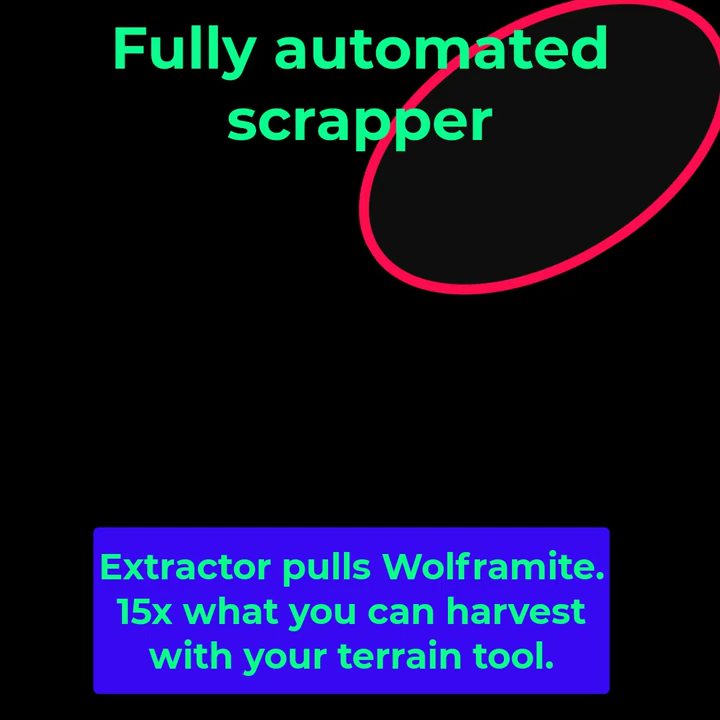 Fully automated
scrapper
Extractor pulls Wolframite.
15x what you can harvest
with your terrain tool.